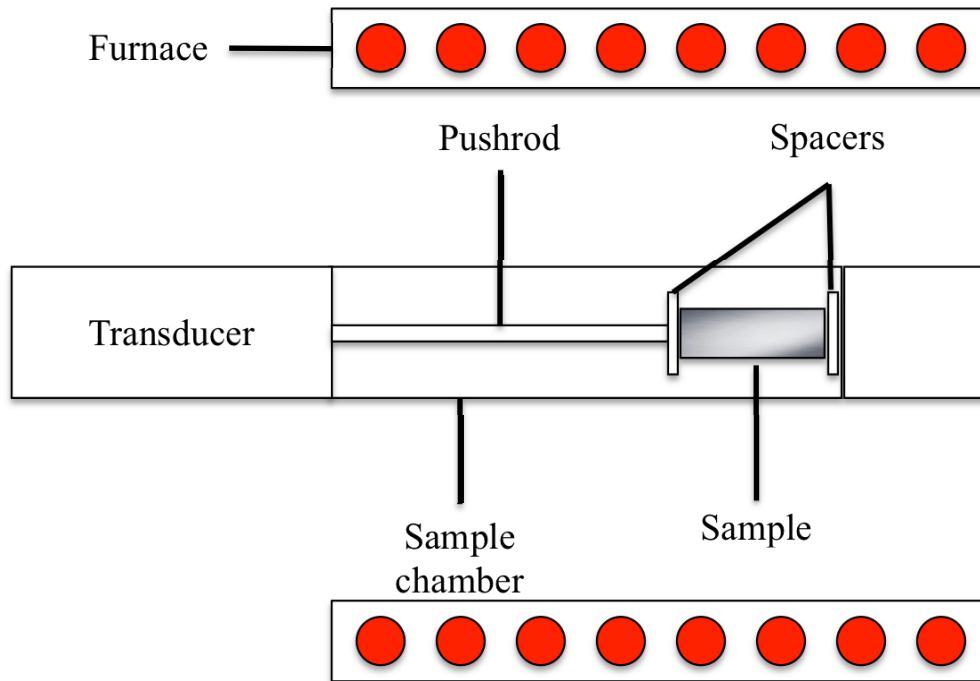 Furnace
Pushrod
Spacers
Transducer
Sample
chamber
Sample